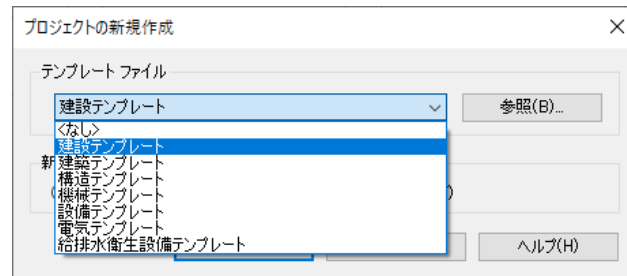 プロジェクトの新規作成
テンプレート ファイル
建設テンプレート
参照(B)...
<なし>
建設テンプレート
新
建築テンプレート
構造テンプレート
機械テンプレート
設備テンプレート
電気テンプレート
給排水衛生設備テンプレート
ヘルプ(H)